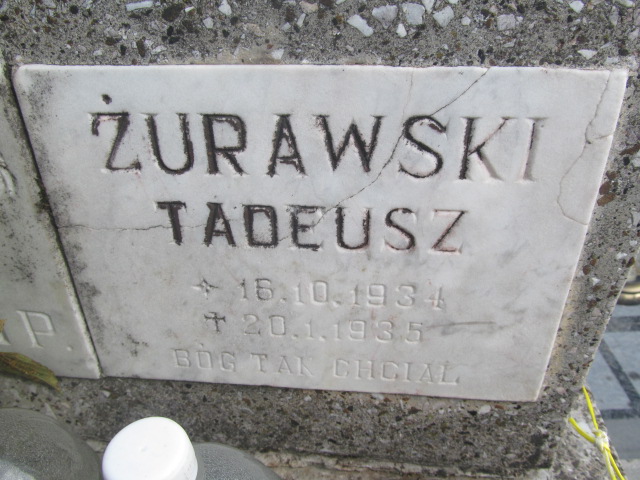 ŻURAWSKI
TADEUSZ
16.10.1934
✝ 20.1.1935
BÓG TAK CHCIAŁ
P.